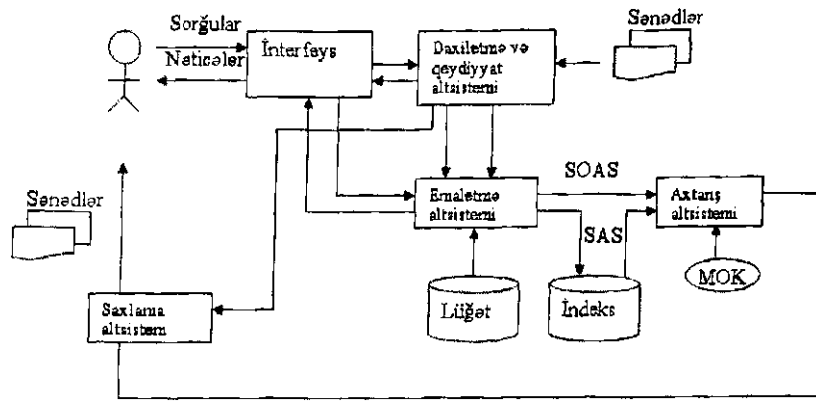 Sorğular
Nəticələr
İnterfeys
Daxiletmə və
qeydiyyat
altsistemi
Sənədlər
Sənədlər
Emaletmə
altsistemi
SOAS
SAS
Axtarış
altsistemi
MOK
Lüğət
İndeks
Saxlama
altsistem